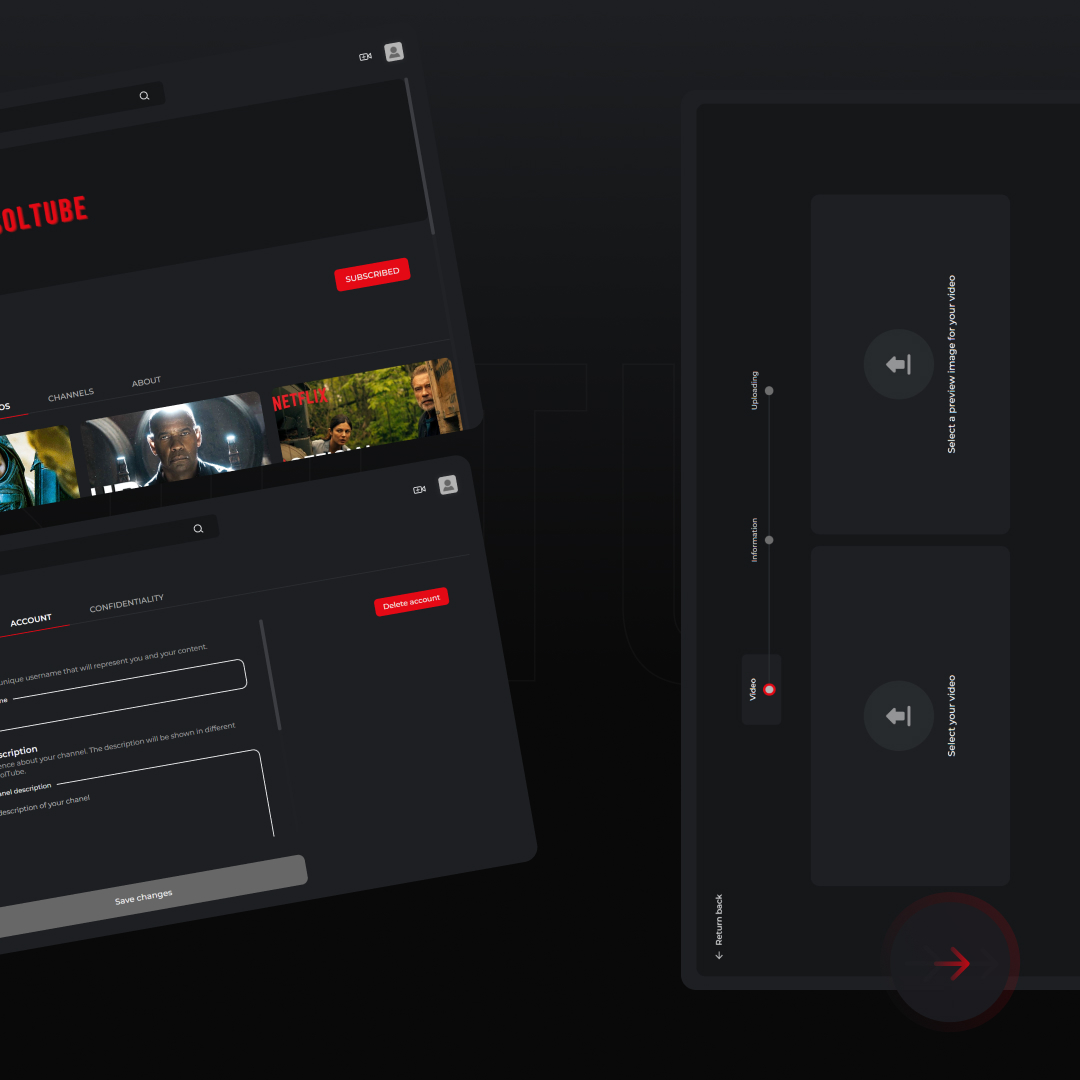 OLTUBE
SUBSCRIBED
OS
CHANNELS
ABOUT
NETFLIX
ACCOUNT
CONFIDENTIALITY
Delete account
unique username that will represent you and your content.
me
scription
ence about your channel. The description will be shown in different
olTube.
nel description
description of your chanel
Save changes
Uploading
Information
Video
Select a preview image for your video
Select your video
Return back
TU